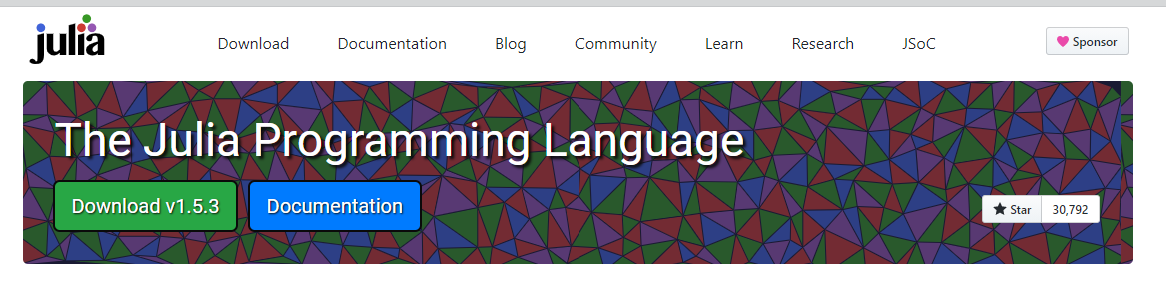 julia
Download Documentation Blog Community Learn Research JSoC Sponsor
The Julia Programming Language
Download v1.5.3 Documentation
Star 30,792